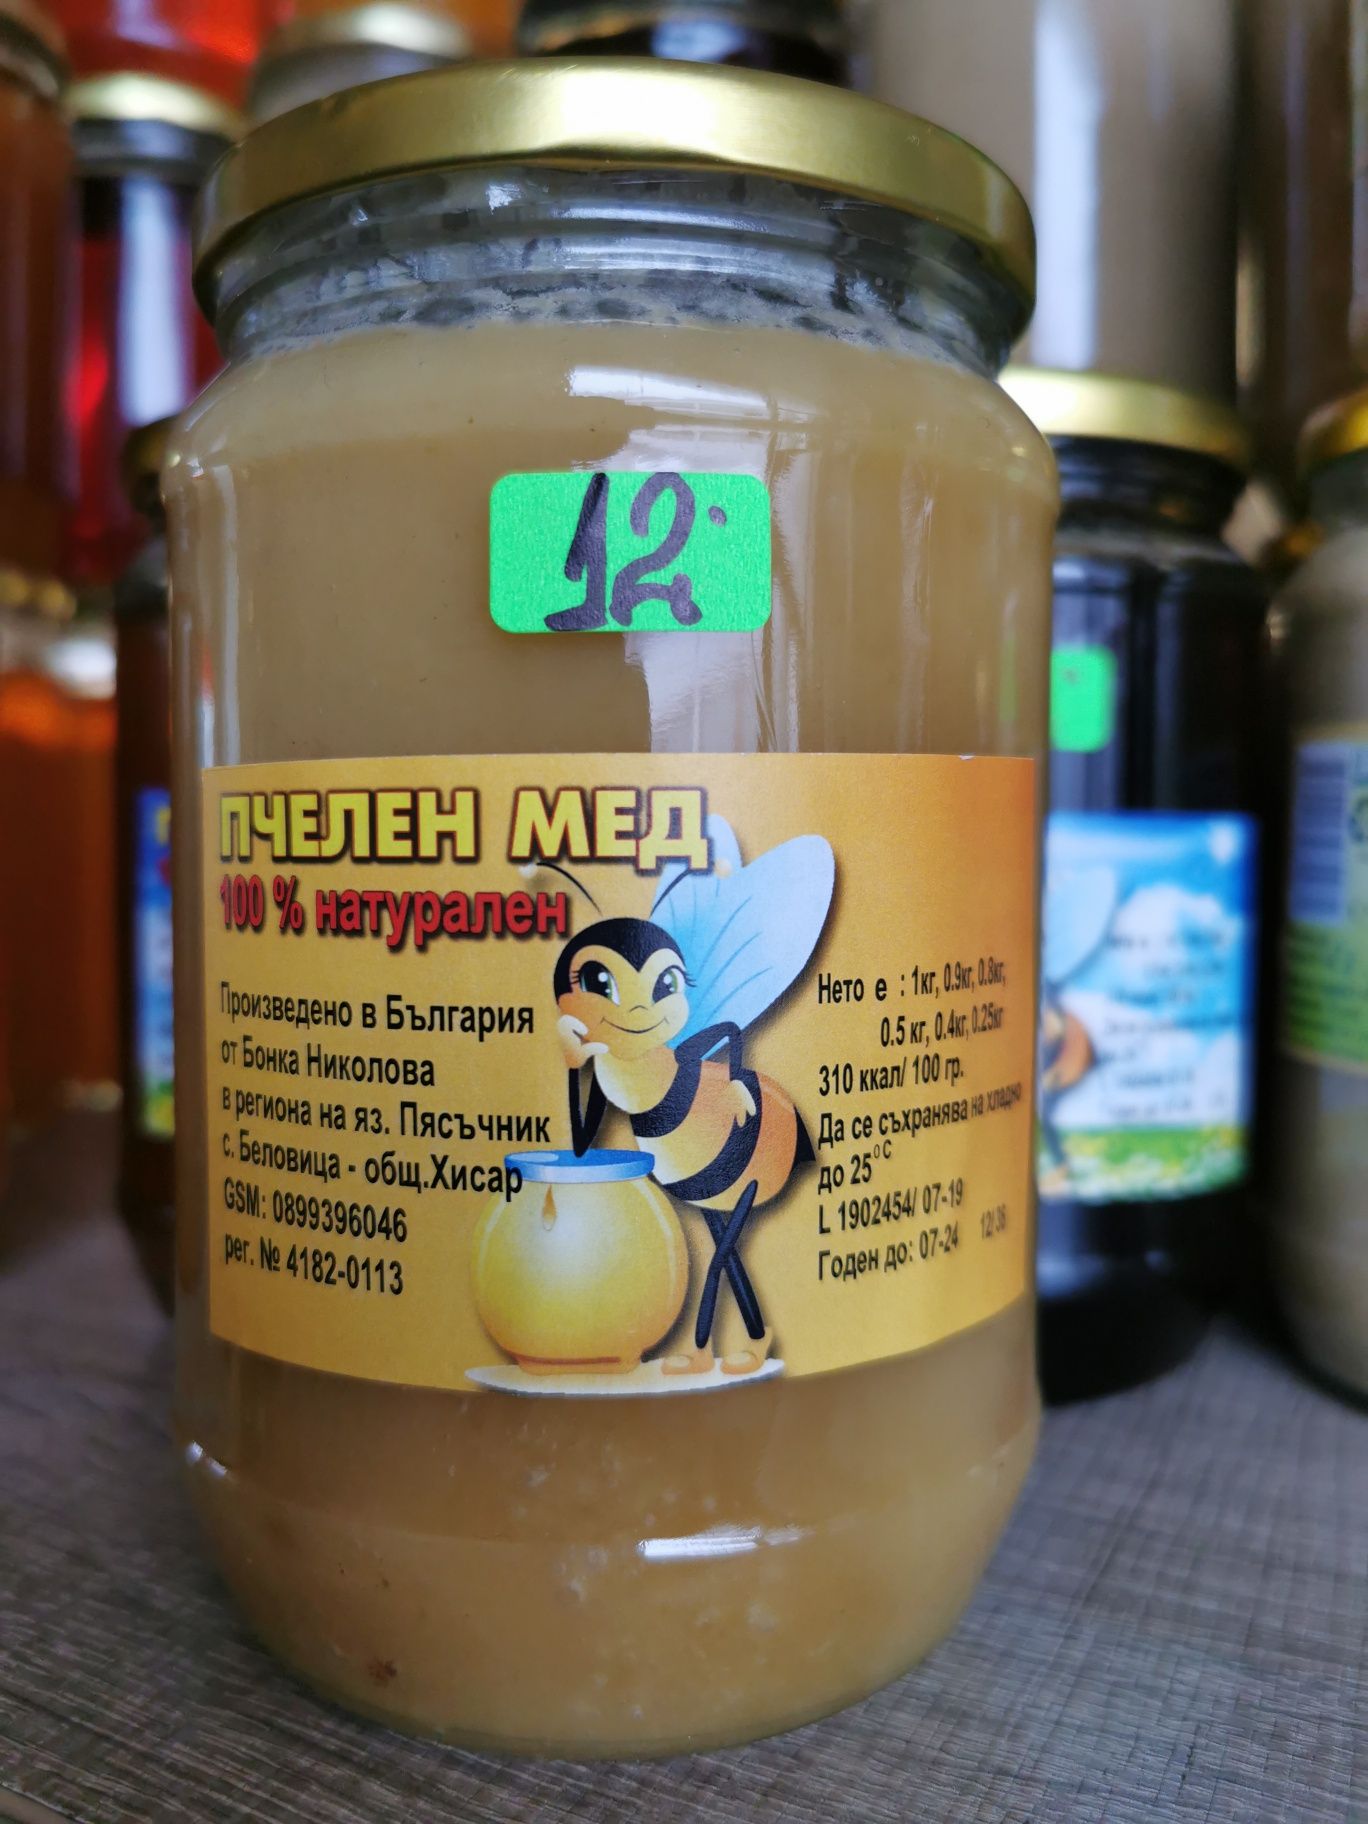 12.
ПЧЕЛЕН МЕД
100 % натурален
Произведено в България
от Бонка Николова
в региона на яз. Пясъчник
с. Беловица - общ.Хисар
GSM: 0899396046
рег. № 4182-0113
Нето е : 1кг, 0.9кг, 0.8кг,
0.5 кг, 0.4кг, 0.25кг
310 ккал/ 100 гр.
Да се съхранява на хладно
до 25°C
L 1902454/ 07-19
Годен до: 07-24